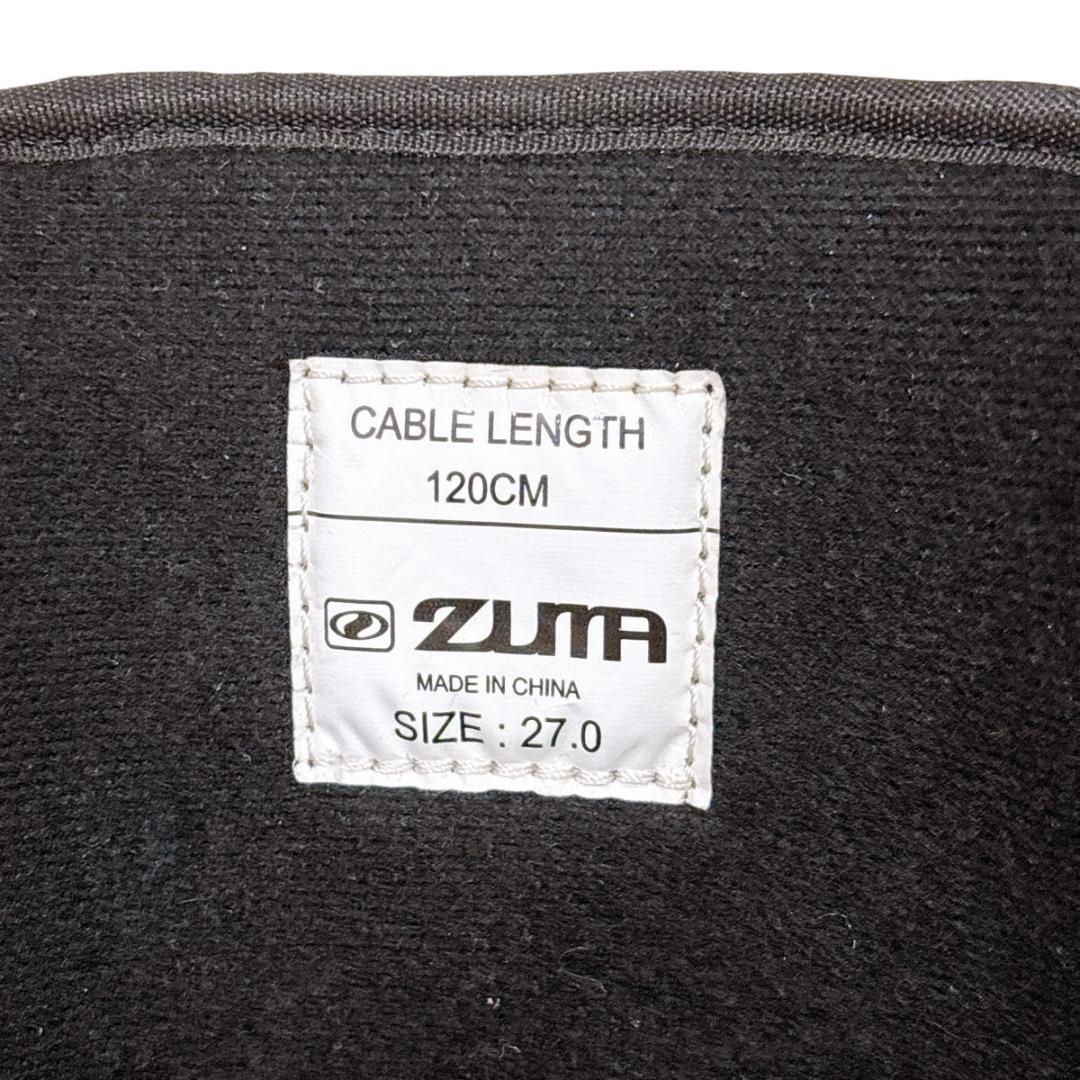 CABLE LENGTH
120CM
ZUMA
MADE IN CHINA
SIZE : 27.0